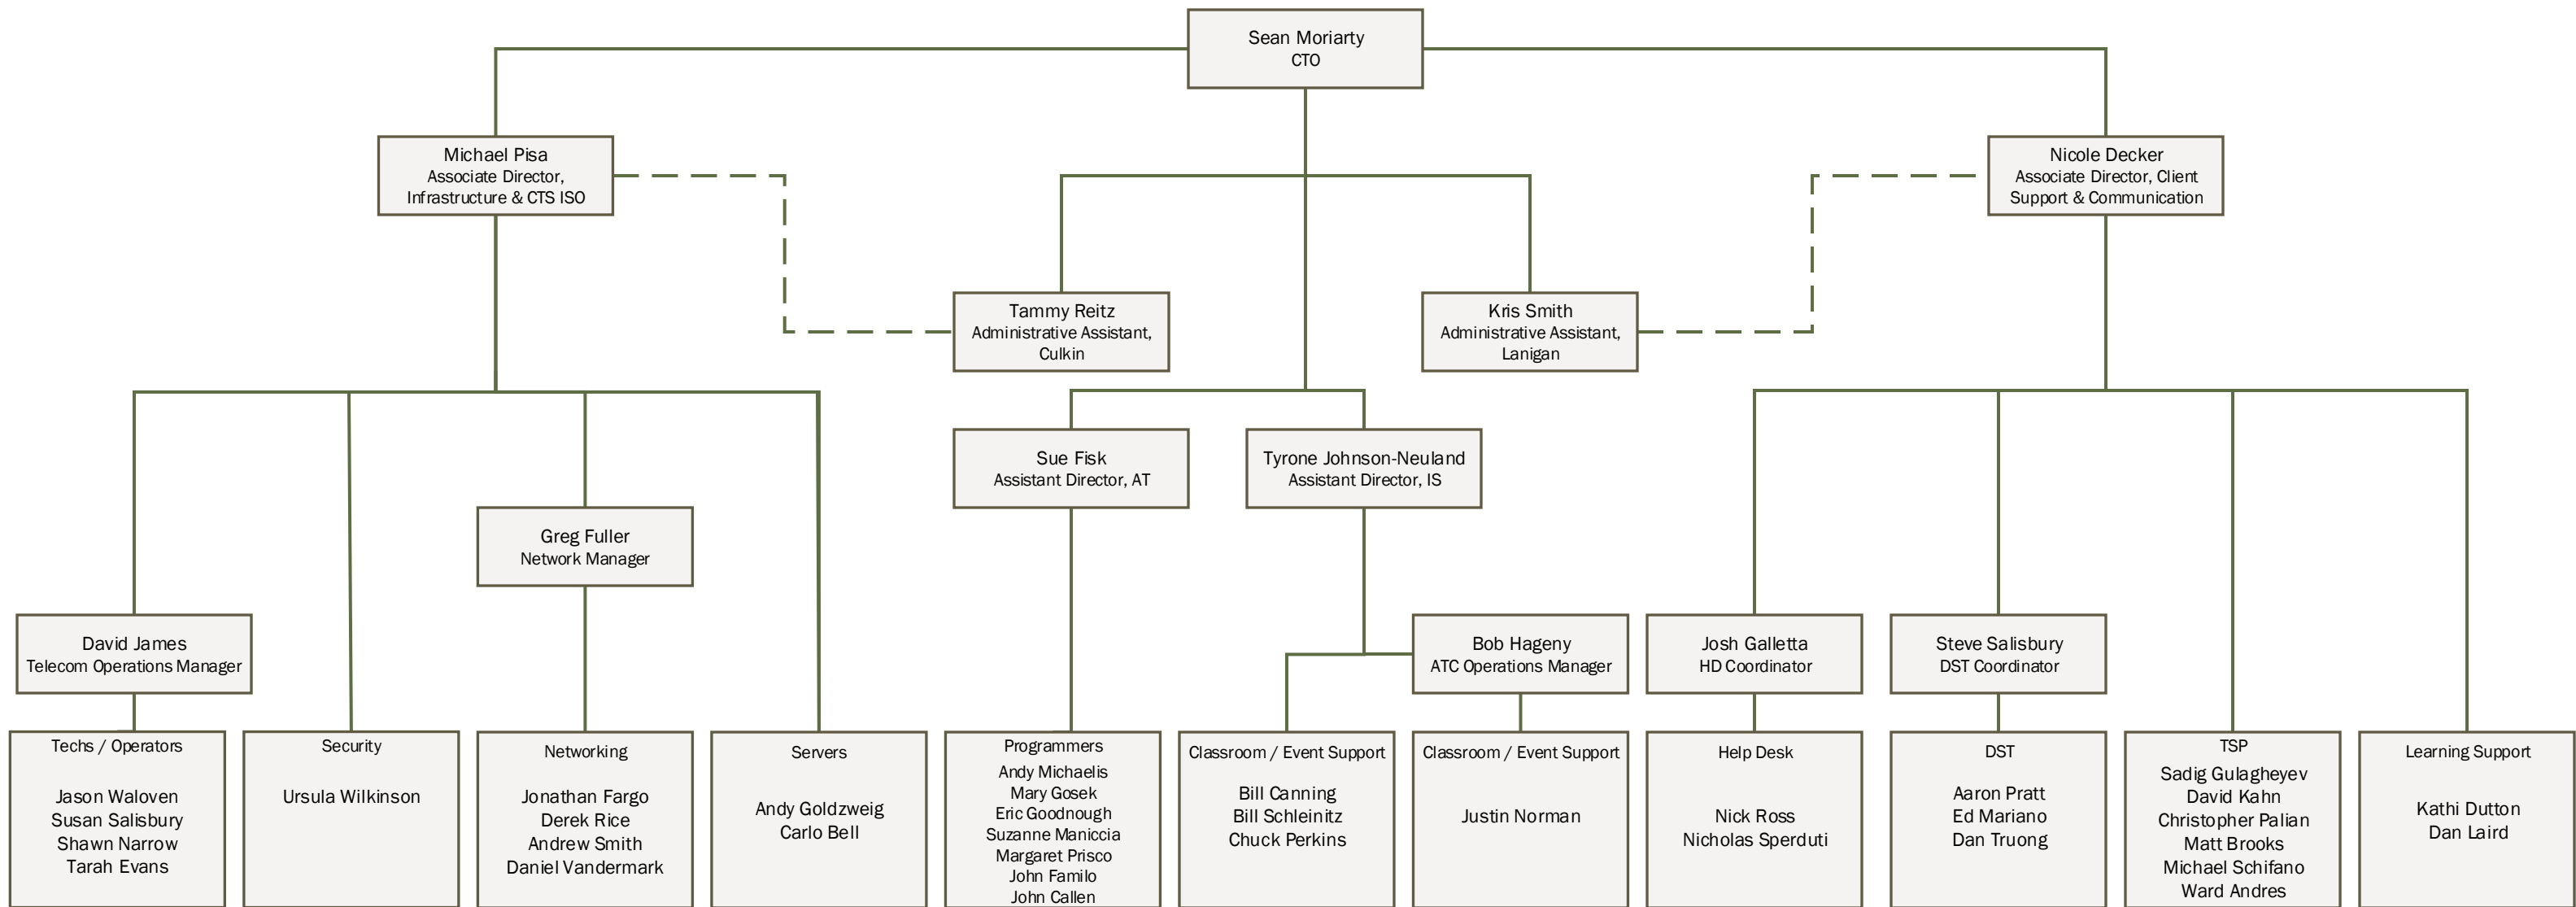 Sean Moriarty
CTO
Michael Pisa
Associate Director,
Infrastructure & CTS ISO
Nicole Decker
Associate Director, Client
Support & Communication
Tammy Reitz
Administrative Assistant,
Culkin
Kris Smith
Administrative Assistant,
Lanigan
Sue Fisk
Assistant Director, AT
Tyrone Johnson-Neuland
Assistant Director, IS
Greg Fuller
Network Manager
David James
Telecom Operations Manager
Bob Hageny
ATC Operations Manager
Josh Galletta
HD Coordinator
Steve Salisbury
DST Coordinator
Techs / Operators
Jason Waloven
Susan Salisbury
Shawn Narrow
Tarah Evans
Security
Ursula Wilkinson
Networking
Jonathan Fargo
Derek Rice
Andrew Smith
Daniel Vandermark
Servers
Andy Goldzweig
Carlo Bell
Programmers
Andy Michaelis
Mary Gosek
Eric Goodnough
Suzanne Maniccia
Margaret Prisco
John Familo
John Callen
Classroom / Event Support
Bill Canning
Bill Schleinitz
Chuck Perkins
Classroom / Event Support
Justin Norman
Help Desk
Nick Ross
Nicholas Sperduti
DST
Aaron Pratt
Ed Mariano
Dan Truong
TSP
Sadig Gulagheyev
David Kahn
Christopher Palian
Matt Brooks
Michael Schifano
Ward Andres
Learning Support
Kathi Dutton
Dan Laird